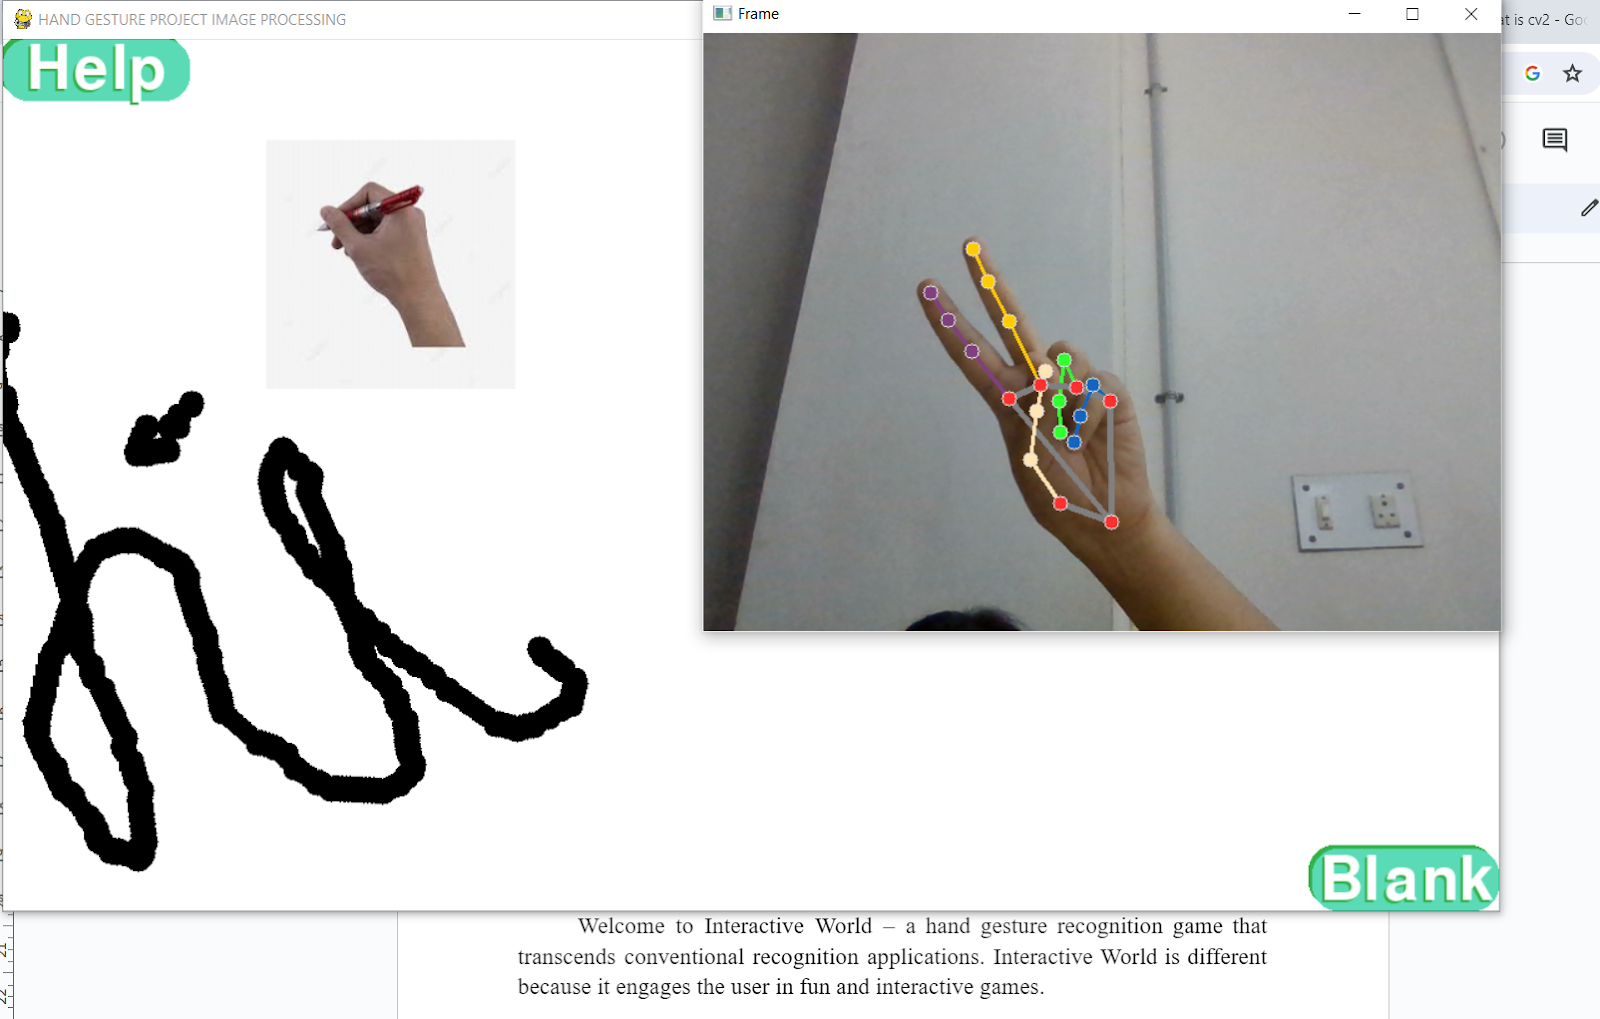 HAND GESTURE PROJECT IMAGE PROCESSING
Frame
at is cv2 - Goo
Help
Blank
Welcome to Interactive World – a hand gesture recognition game that
transcends conventional recognition applications. Interactive World is different
because it engages the user in fun and interactive games.
21
22